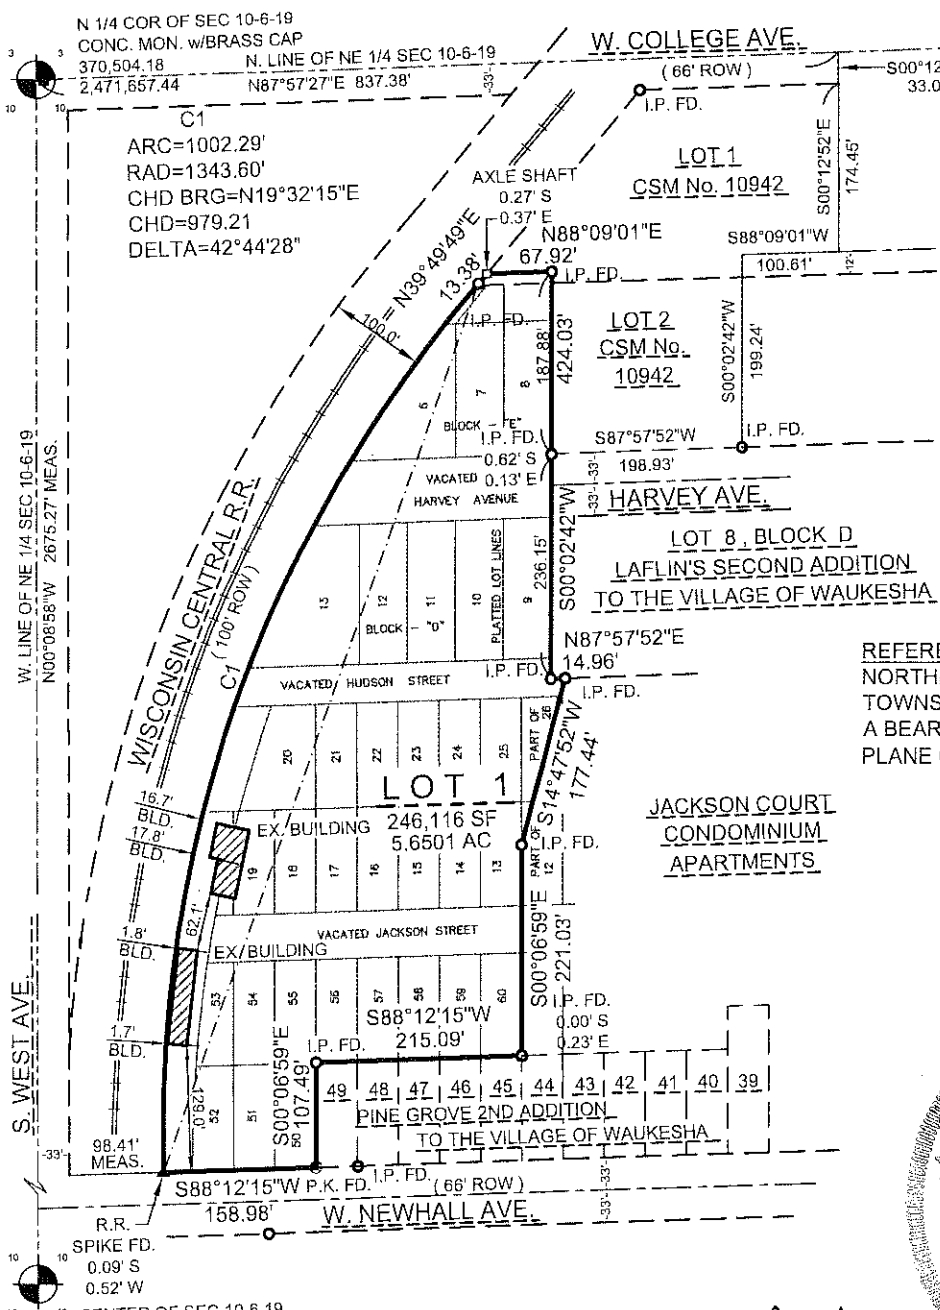 N 1/4 COR OF SEC 10-6-19
CONC. MON. w/BRASS CAP
370,504.18
2,471,657.44
N. LINE OF NE 1/4 SEC 10-6-19
N87°57'27"E 837.38'
-33'-
3
3
10
10
W. COLLEGE AVE.
( 66' ROW )
S00°12
33.0
I.P. FD.
C1
ARC=1002.29'
RAD=1343.60'
CHD BRG=N19°32'15"E
CHD=979.21
DELTA=42°44'28"
AXLE SHAFT
0.27' S
0.37' E
LOT 1
CSM No. 10942
S00°12'52"E
174.45'
N39°49'49"E
13.38'
N88°09'01"E
67.92'
I.P. FD.
S88°09'01"W
100.61'
-12'-
100.0'
I.P. FD.
LOT 2
CSM No.
10942
S00°02'42"W
199.24'
187.88'
424.03'
6
7
8
BLOCK - "E"
I.P. FD.
0.62' S
0.13' E
S87°57'52"W
198.93'
I.P. FD.
VACATED
HARVEY AVENUE
-33'-
-33'-
HARVEY AVE.
W. LINE OF NE 1/4 SEC 10-6-19
N00°08'58"W 2675.27' MEAS.
WISCONSIN CENTRAL R.R.
( 100' ROW )
C1
13
12
11
10
9
PLATTED LOT LINES
BLOCK - "D"
236.15'
S00°02'42"W
LOT 8 , BLOCK D
LAFLIN'S SECOND ADDITION
TO THE VILLAGE OF WAUKESHA
N87°57'52"E
14.96'
I.P. FD.
I.P. FD.
REFERE
NORTH
TOWNS
A BEAR
PLANE
VACATED HUDSON STREET
20
21
22
23
24
25
PART OF
26
S14°47'52"W
177.44'
LOT 1
246,116 SF
5.6501 AC
JACKSON COURT
CONDOMINIUM
APARTMENTS
16.7'
BLD.
17.8'
BLD.
EX. BUILDING
I.P. FD.
19
18
17
16
15
14
13
PART OF
12
62.1'
VACATED JACKSON STREET
1.8'
BLD.
EX. BUILDING
S00°06'59"E
221.03'
53
54
55
56
57
58
59
60
S88°12'15"W
215.09'
I.P. FD.
0.00' S
0.23' E
1.7'
BLD.
I.P. FD.
S. WEST AVE.
129.0'
52
51
50
S00°06'59"E
107.49'
49 48 47 46 45 44 43 42 41 40 39
PINE GROVE 2ND ADDITION
TO THE VILLAGE OF WAUKESHA
98.41'
MEAS.
-33'-
S88°12'15"W
158.98'
P.K. FD.
I.P. FD.
( 66' ROW )
-33'-
-33'-
W. NEWHALL AVE.
R.R.
SPIKE FD.
0.09' S
0.52' W
10
10
CENTER OF SEC 10-6-19